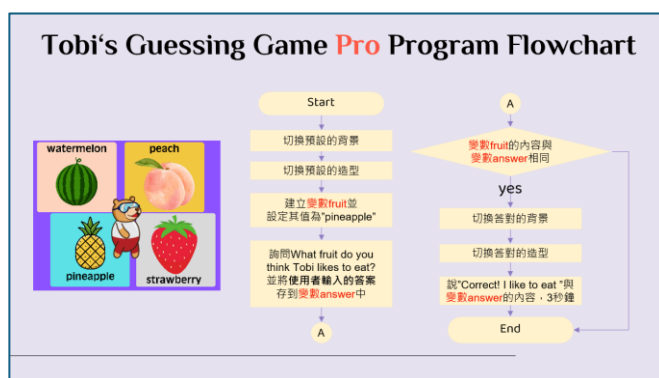 Tobi‘s Guessing Game Pro Program Flowchart
watermelon
peach
pineapple
strawberry
Start
切換預設的背景
切換預設的造型
建立變數fruit並
設定其值為"pineapple"
詢問What fruit do you
think Tobi likes to eat?
並將使用者輸入的答案
存到變數answer中
A
A
變數fruit的內容與
變數answer相同
yes
切換答對的背景
切換答對的造型
說"Correct! I like to eat "與
變數answer的內容，3秒鐘
End